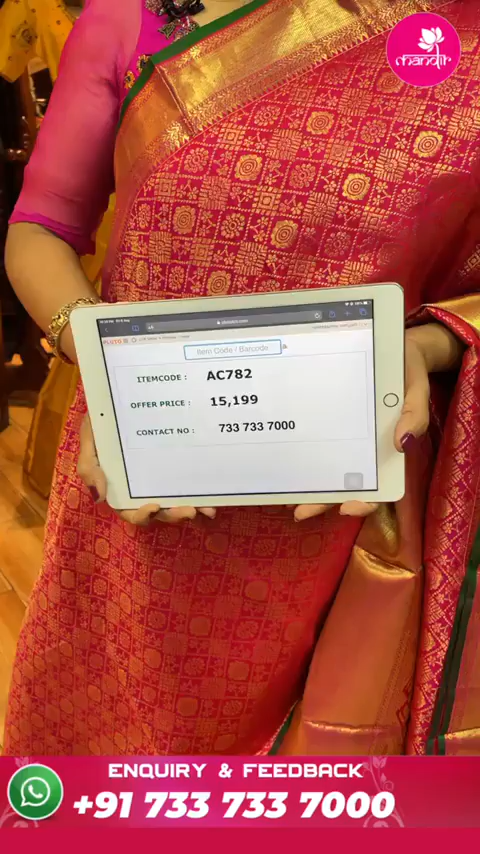 mandir
PLUTO
Item Code / Barcode
ITEMCODE : AC782
OFFER PRICE : 15,199
CONTACT NO : 733 733 7000
ENQUIRY & FEEDBACK
+91 733 733 7000